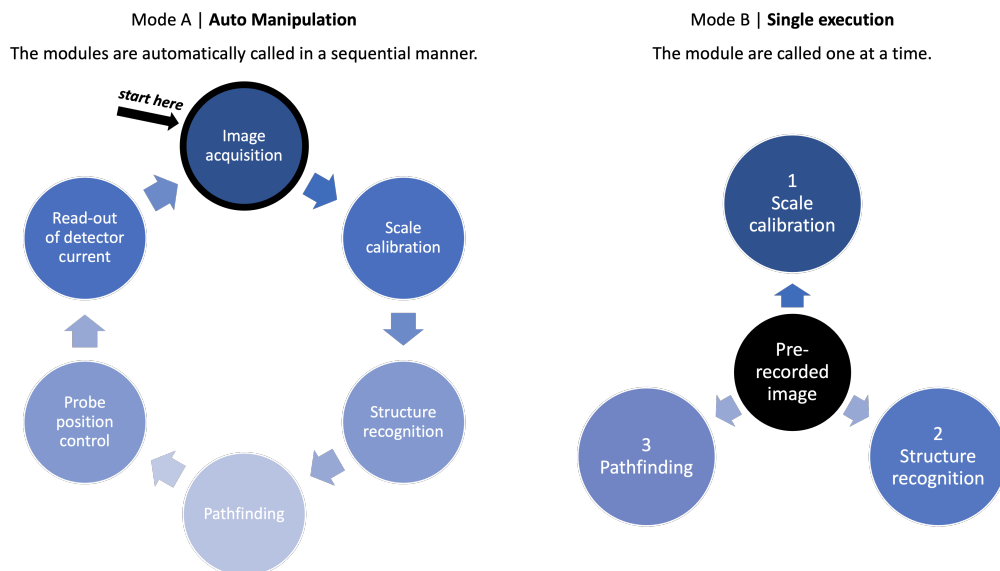 Mode A | Auto Manipulation
The modules are automatically called in a sequential manner.
start here
Image
acquisition
Scale
calibration
Structure
recognition
Pathfinding
Probe
position
control
Read-out
of detector
current
Mode B | Single execution
The module are called one at a time.
1
Scale
calibration
Pre-
recorded
image
2
Structure
recognition
3
Pathfinding